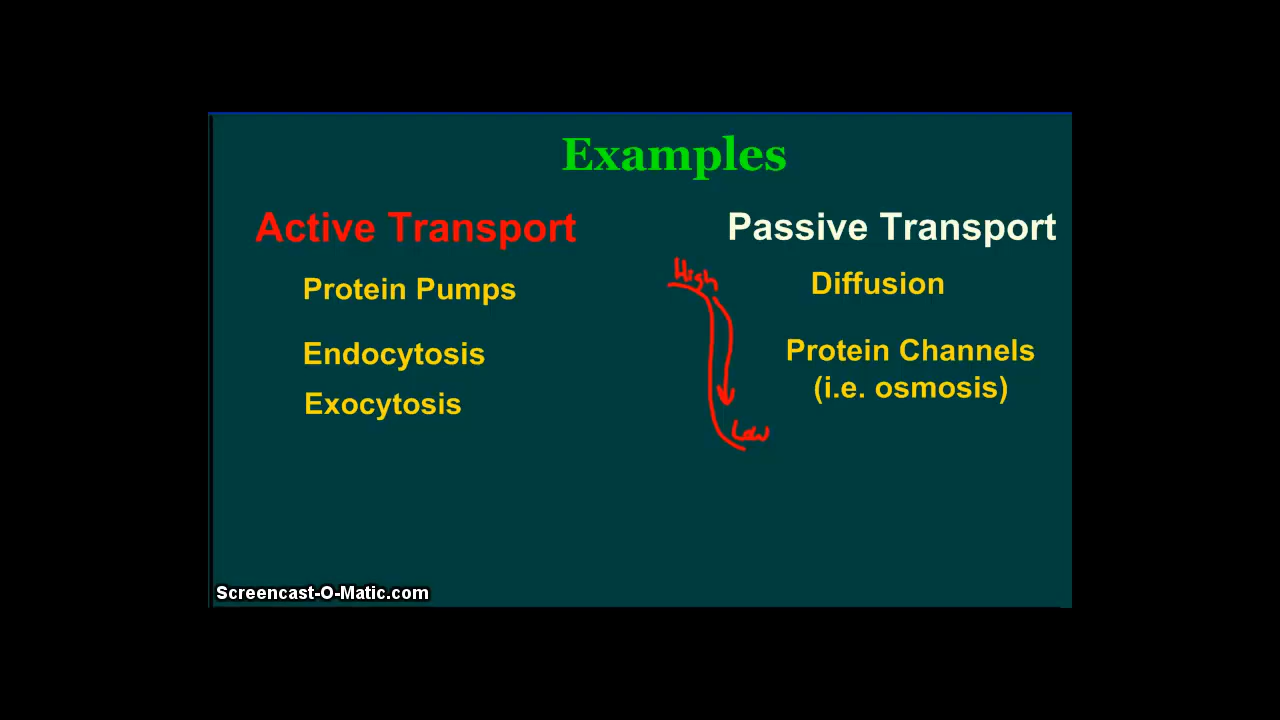 Examples
Active Transport
Protein Pumps
Endocytosis
Exocytosis
High
Low
Passive Transport
Diffusion
Protein Channels
(i.e. osmosis)
Screencast-O-Matic.com